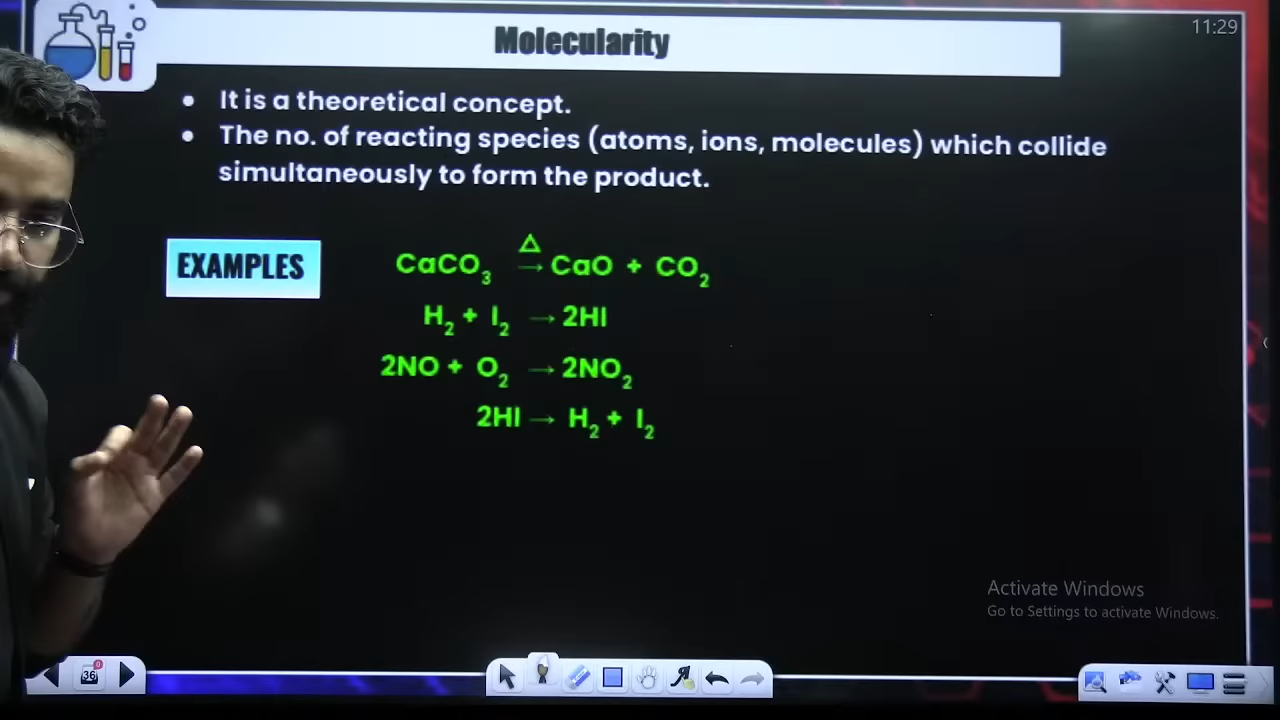 Molecularity
11:29
• It is a theoretical concept.
• The no. of reacting species (atoms, ions, molecules) which collide
simultaneously to form the product.
EXAMPLES
CaCO₃ →Δ CaO + CO₂
H₂ + I₂ → 2HI
2NO + O₂ → 2NO₂
2HI → H₂ + I₂
Activate Windows
Go to Settings to activate Windows.
36
0